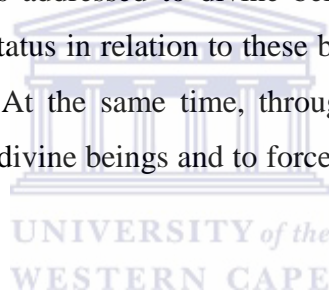 addressed to divine be
tatus in relation to these b
At the same time, throug
divine beings and to force
UNIVERSITY of the
WESTERN CAPE